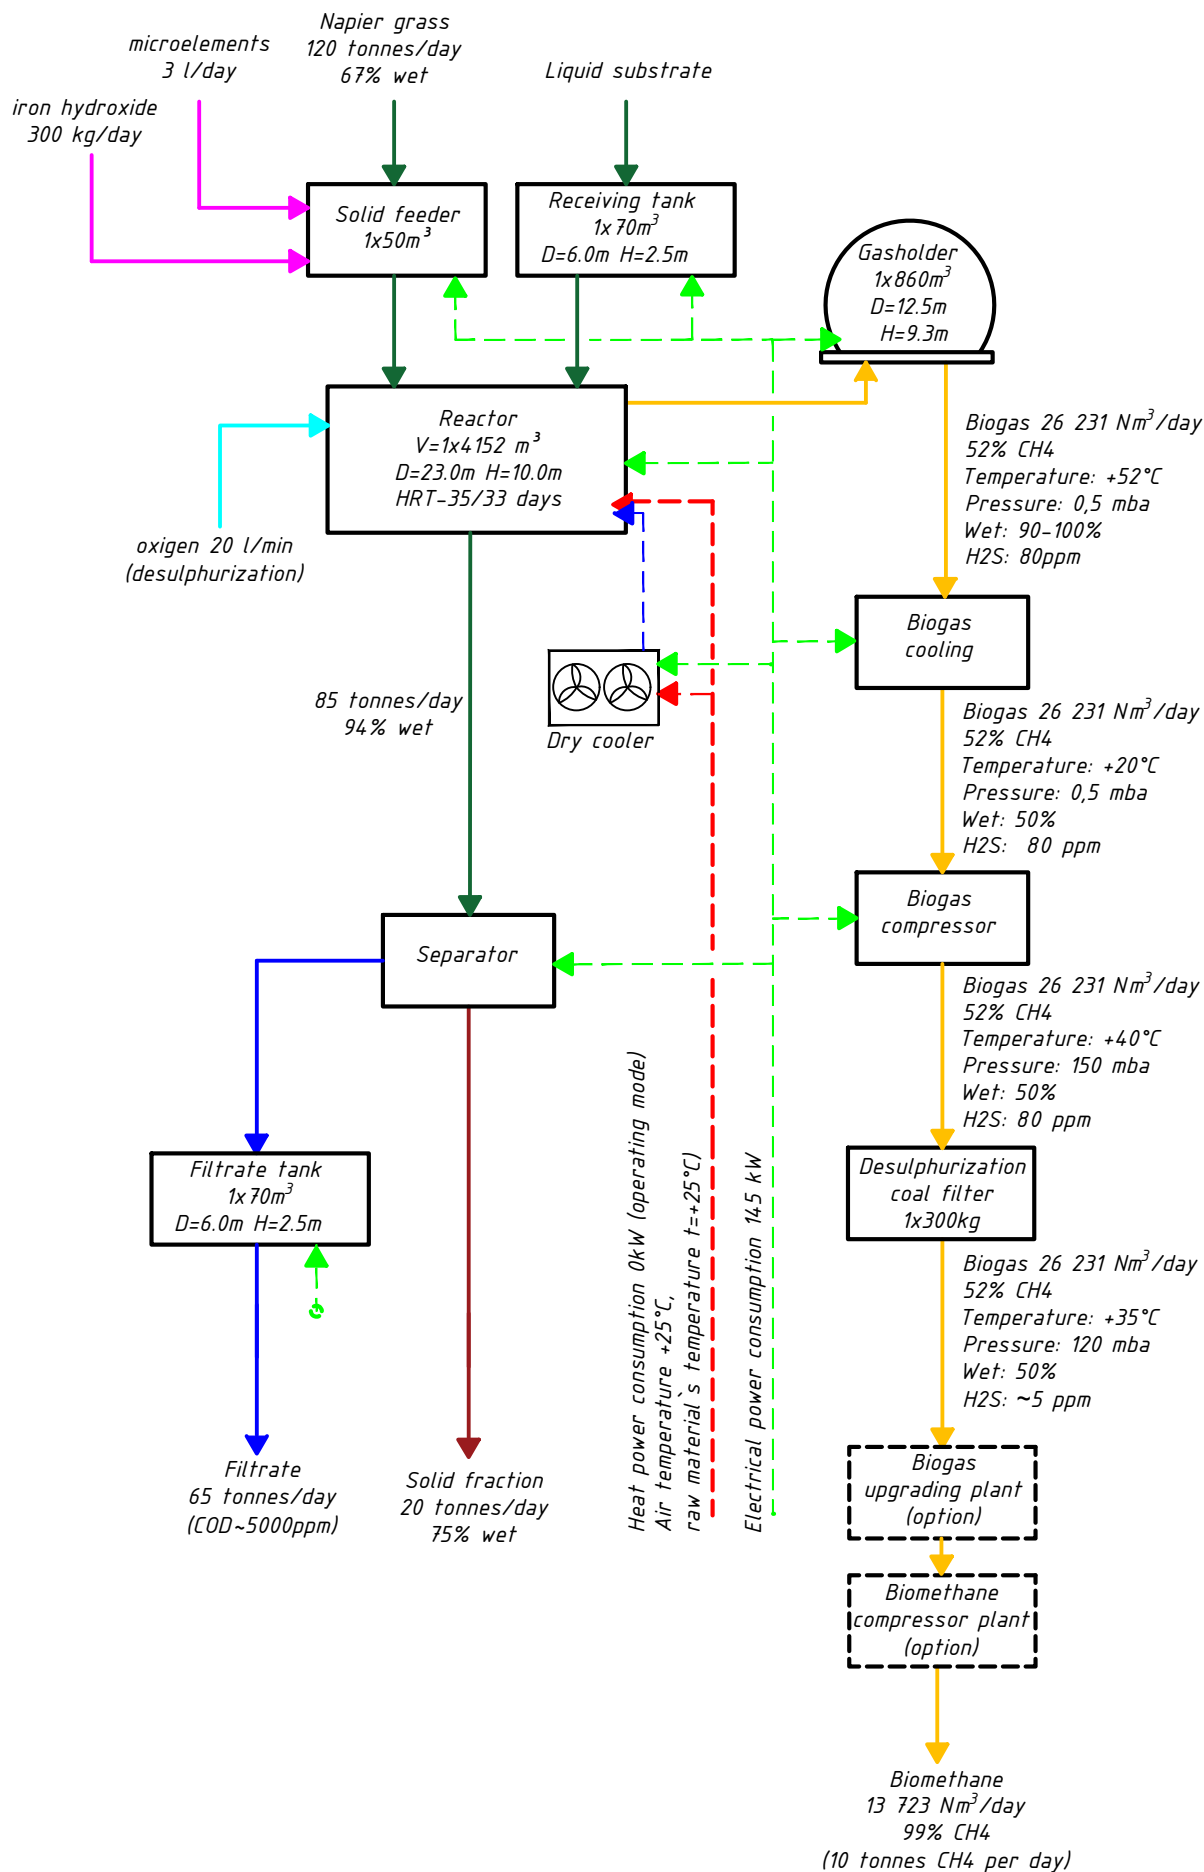 microelements
3 l/day
iron hydroxide
300 kg/day
Napier grass
120 tonnes/day
67% wet
Liquid substrate
Solid feeder
1x50m³
Receiving tank
1x70m³
D=6.0m H=2.5m
Gasholder
1x860m³
D=12.5m
H=9.3m
Reactor
V=1x4152 m³
D=23.0m H=10.0m
HRT-35/33 days
oxigen 20 l/min
(desulphurization)
Biogas 26 231 Nm³/day
52% CH4
Temperature: +52°C
Pressure: 0,5 mba
Wet: 90-100%
H2S: 80ppm
Biogas
cooling
85 tonnes/day
94% wet
Dry cooler
Biogas 26 231 Nm³/day
52% CH4
Temperature: +20°C
Pressure: 0,5 mba
Wet: 50%
H2S: 80 ppm
Biogas
compressor
Separator
Biogas 26 231 Nm³/day
52% CH4
Temperature: +40°C
Pressure: 150 mba
Wet: 50%
H2S: 80 ppm
Filtrate tank
1x70m³
D=6.0m H=2.5m
Heat power consumption 0kW (operating mode)
Air temperature +25°C,
raw material`s temperature t=+25°C)
Electrical power consumption 145 kW
Desulphurization
coal filter
1x300kg
Biogas 26 231 Nm³/day
52% CH4
Temperature: +35°C
Pressure: 120 mba
Wet: 50%
H2S: ~5 ppm
Filtrate
65 tonnes/day
(COD~5000ppm)
Solid fraction
20 tonnes/day
75% wet
Biogas
upgrading plant
(option)
Biomethane
compressor plant
(option)
Biomethane
13 723 Nm³/day
99% CH4
(10 tonnes CH4 per day)